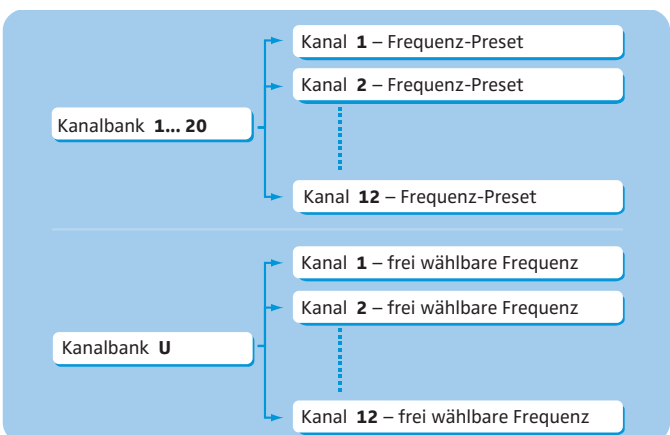 Kanal 1 – Frequenz-Preset
Kanal 2 – Frequenz-Preset
Kanalbank 1... 20
Kanal 12 – Frequenz-Preset
Kanal 1 – frei wählbare Frequenz
Kanal 2 – frei wählbare Frequenz
Kanalbank U
Kanal 12 – frei wählbare Frequenz